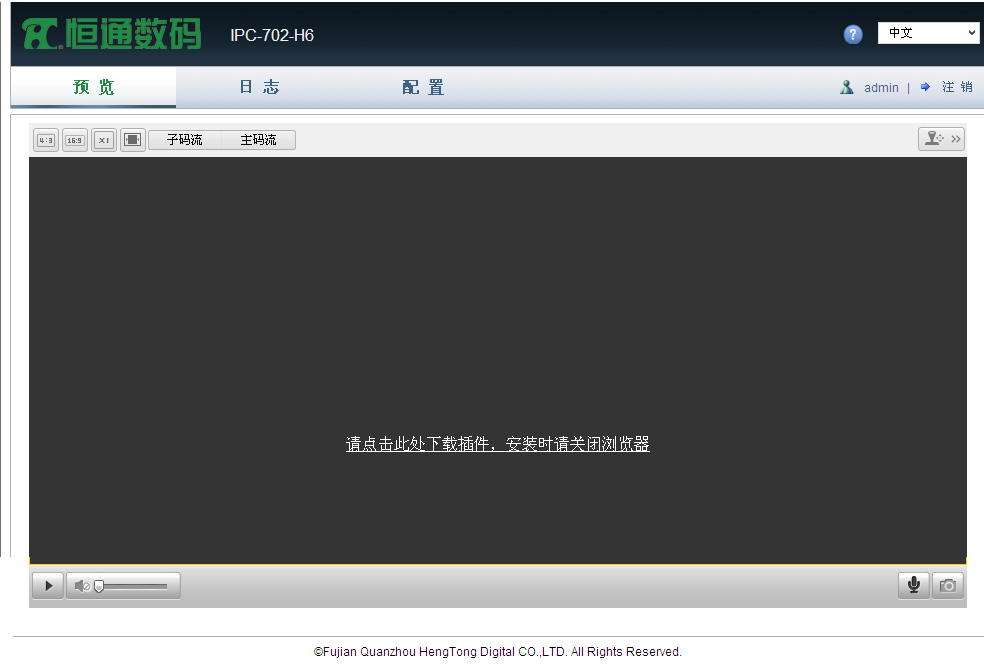 恒通数码 IPC-702-H6 ? 中文
预 览 日 志 配 置 admin | 注 销
4:3 16:9 X1 子码流 主码流 >>
请点击此处下载插件，安装时请关闭浏览器
©Fujian Quanzhou HengTong Digital CO.,LTD. All Rights Reserved.